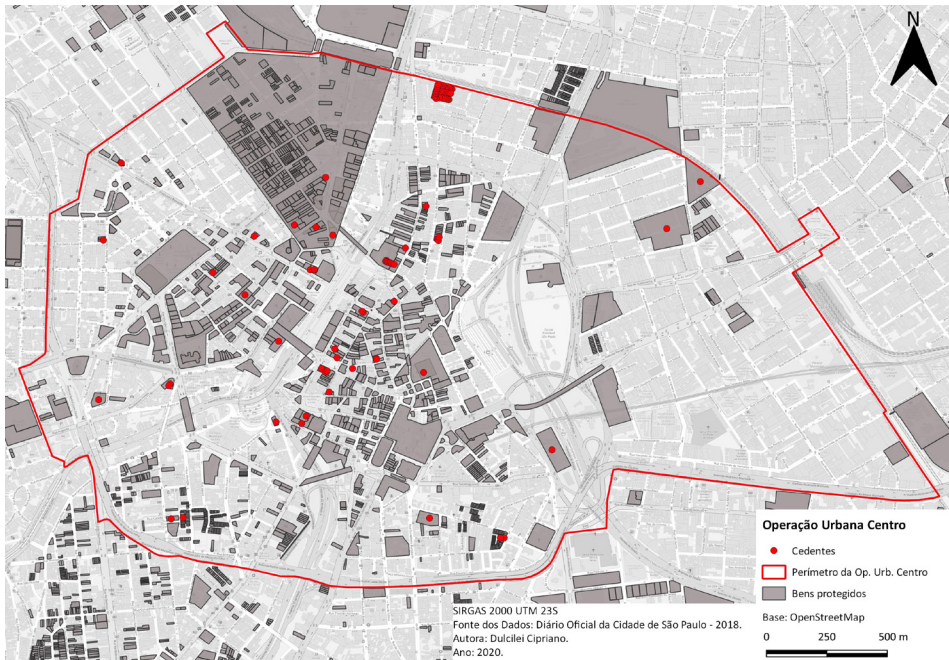 N
Operação Urbana Centro
Cedentes
Perímetro da Op. Urb. Centro
Bens protegidos
Base: OpenStreetMap
0 250 500 m
SIRGAS 2000 UTM 23S
Fonte dos Dados: Diário Oficial da Cidade de São Paulo - 2018.
Autora: Dulcilei Cipriano.
Ano: 2020.